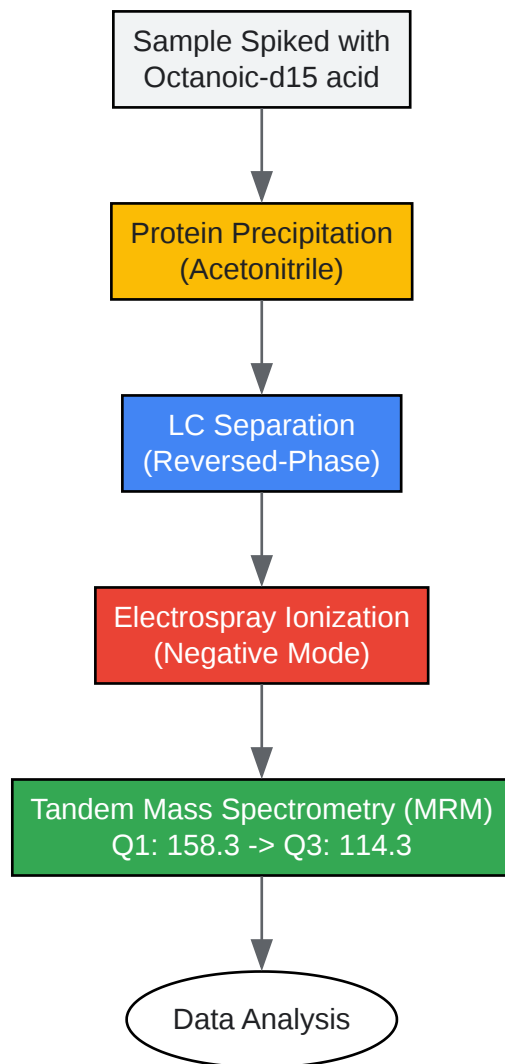 Sample Spiked with
Octanoic-d15 acid
Protein Precipitation
(Acetonitrile)
LC Separation
(Reversed-Phase)
Electrospray Ionization
(Negative Mode)
Tandem Mass Spectrometry (MRM)
Q1: 158.3 -> Q3: 114.3
Data Analysis